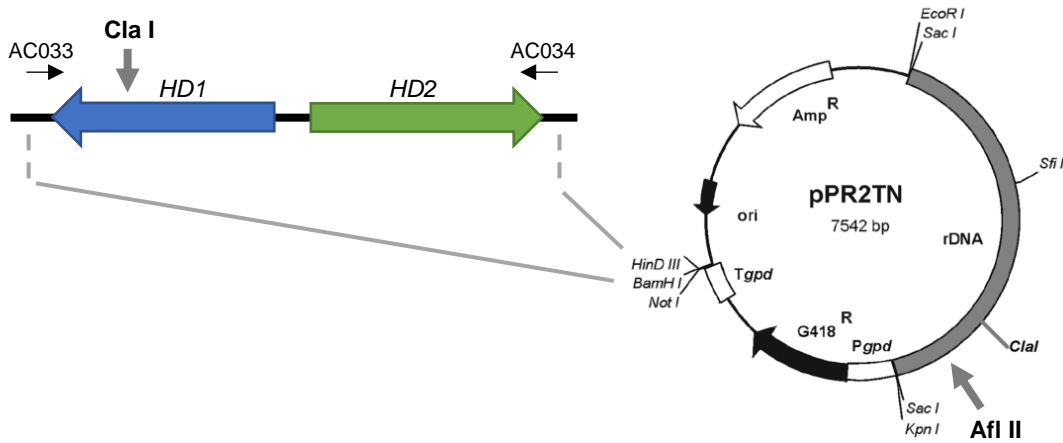 Cla I
AC033
AC034
HD1
HD2
EcoR I
Sac I
Amp R
Sfi I
pPR2TN
7542 bp
ori
rDNA
HinD III
BamH I
Not I
Tgpd
G418 R
Pgpd
ClaI
Sac I
Kpn I
Afl II